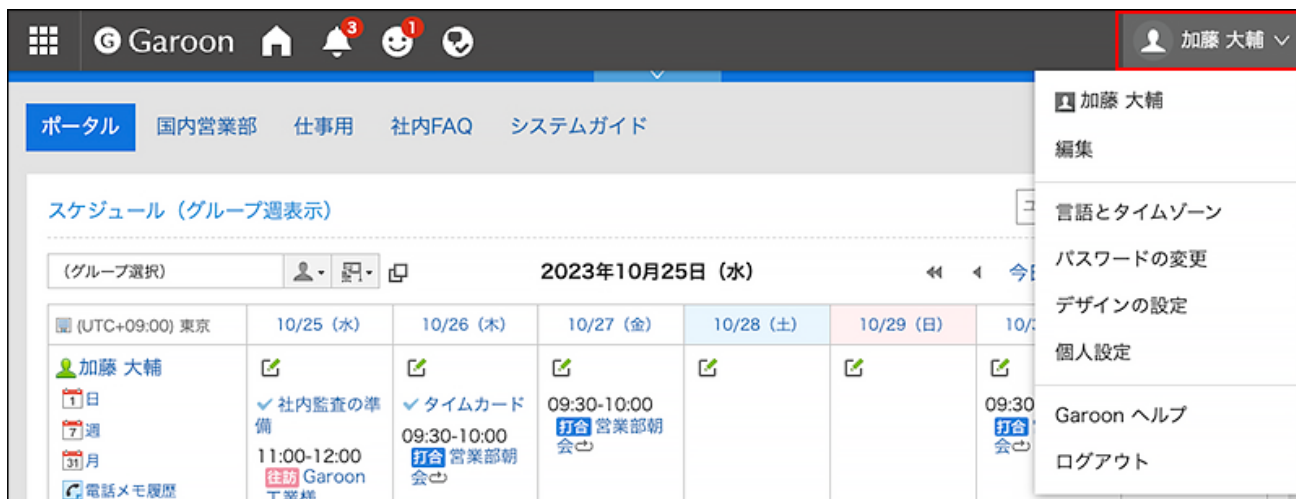 Garoon 3 1 加藤 大輔
加藤 大輔
編集
言語とタイムゾーン
パスワードの変更
デザインの設定
個人設定
Garoon ヘルプ
ログアウト
ポータル 国内営業部 仕事用 社内FAQ システムガイド
スケジュール（グループ週表示）
（グループ選択） 2023年10月25日（水）
(UTC+09:00) 東京 10/25（水） 10/26（木） 10/27（金） 10/28（土） 10/29（日）
加藤 大輔
1 日
7 週
31 月
電話メモ履歴
社内監査の準
備
11:00-12:00
往訪 Garoon
工業様
タイムカード
09:30-10:00
打合 営業部朝
会
09:30-10:00
打合 営業部朝
会
09:30
打合
会